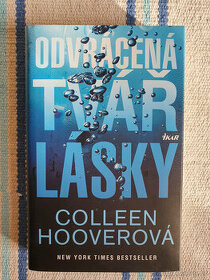 ODVRÁCENÁ
TVÁŘ
IKAR
LÁSKY
COLLEEN
HOOVEROVÁ
NEW YORK TIMES BESTSELLER